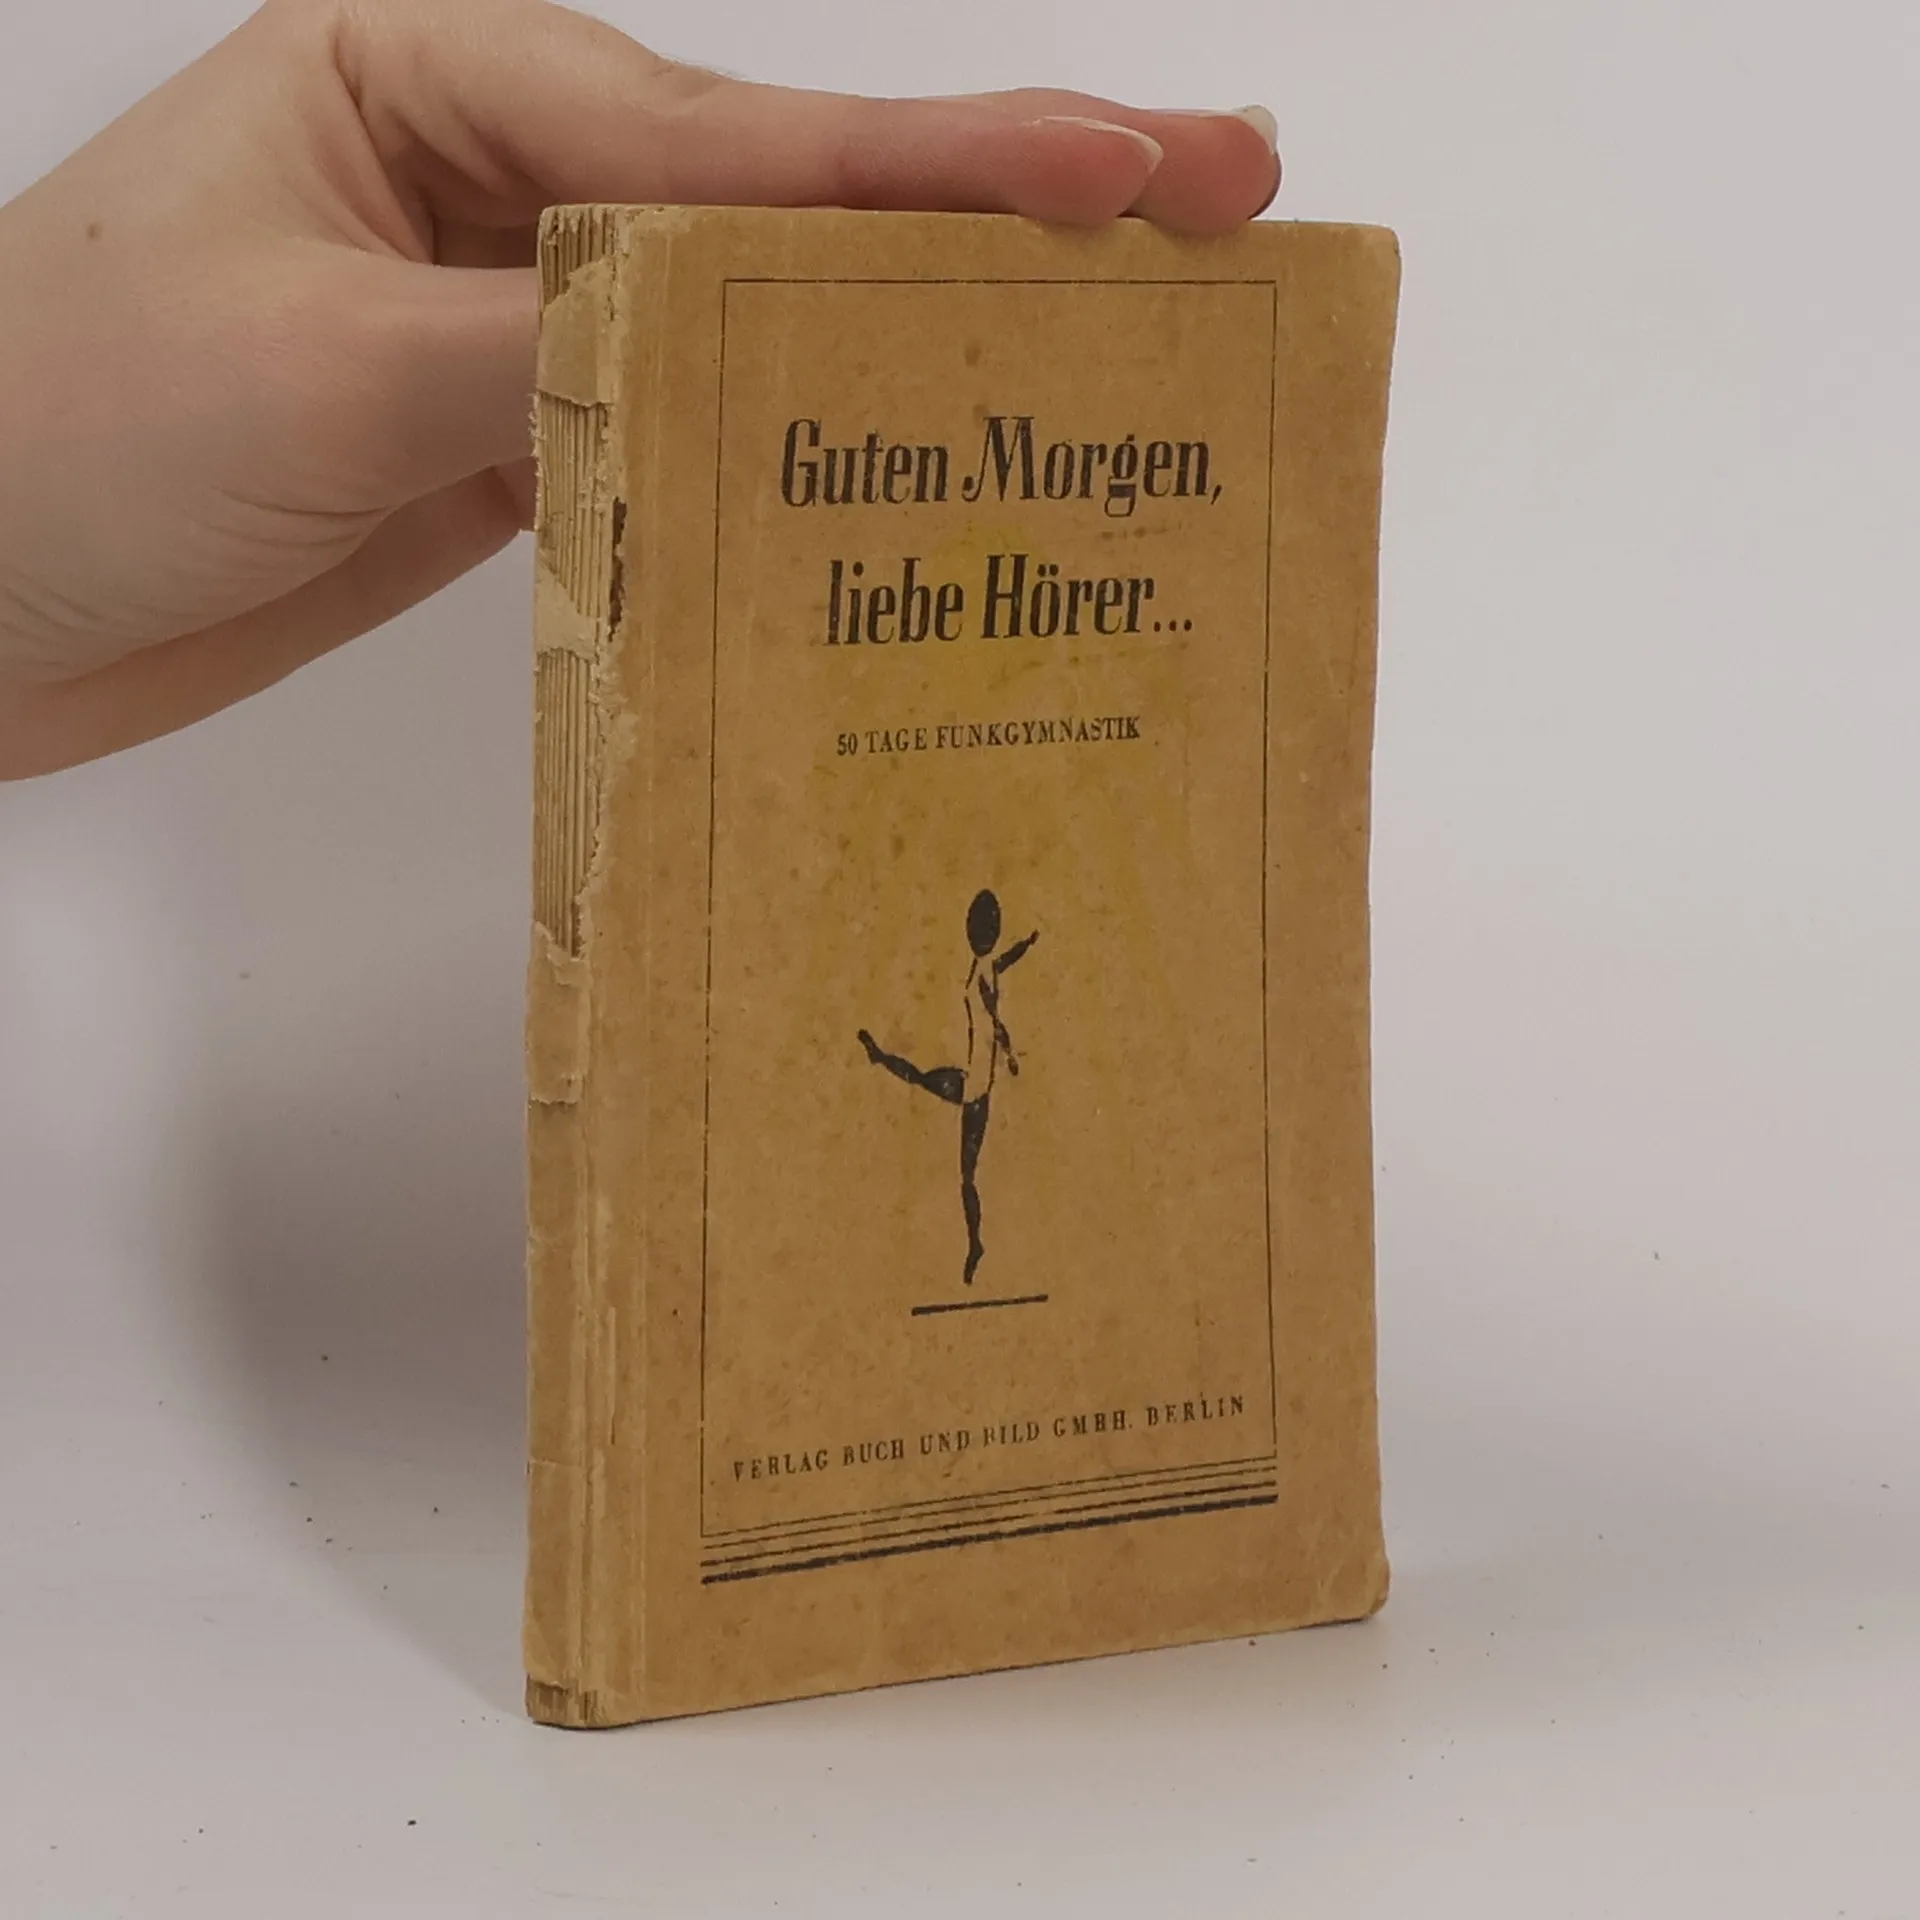 Guten Morgen,
liebe Hörer...
50 TAGE FUNKGYMNASTIK
VERLAG BUCH UND BILD GMBH. BERLIN